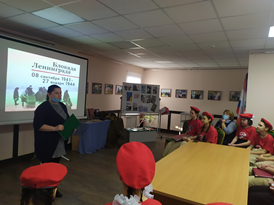 Блокада
Ленинграда
08 сентября 1941 -
27 января 1944